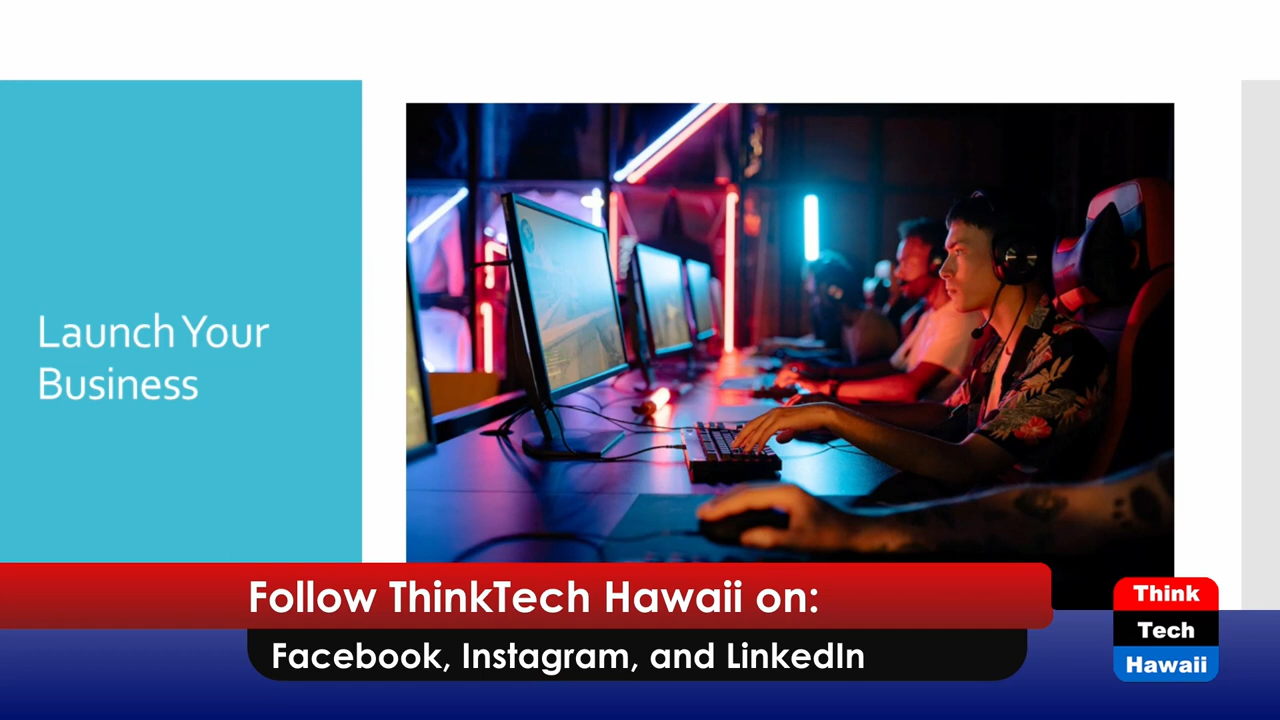 Launch Your
Business
Follow ThinkTech Hawaii on:
Facebook, Instagram, and LinkedIn
Think
Tech
Hawaii